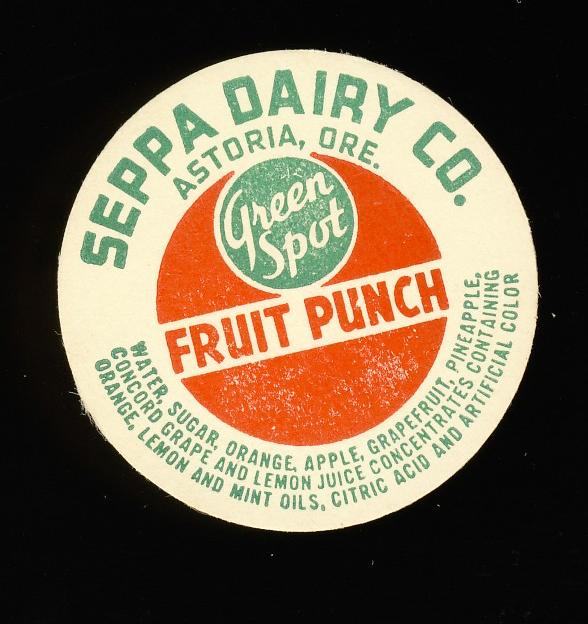 SEPPA DAIRY CO.
ASTORIA, ORE.
Green
Spot
FRUIT PUNCH
WATER, SUGAR, ORANGE, APPLE, GRAPEFRUIT, PINEAPPLE,
CONCORD GRAPE AND LEMON JUICE CONCENTRATES CONTAINING
ORANGE, LEMON AND MINT OILS, CITRIC ACID AND ARTIFICIAL COLOR